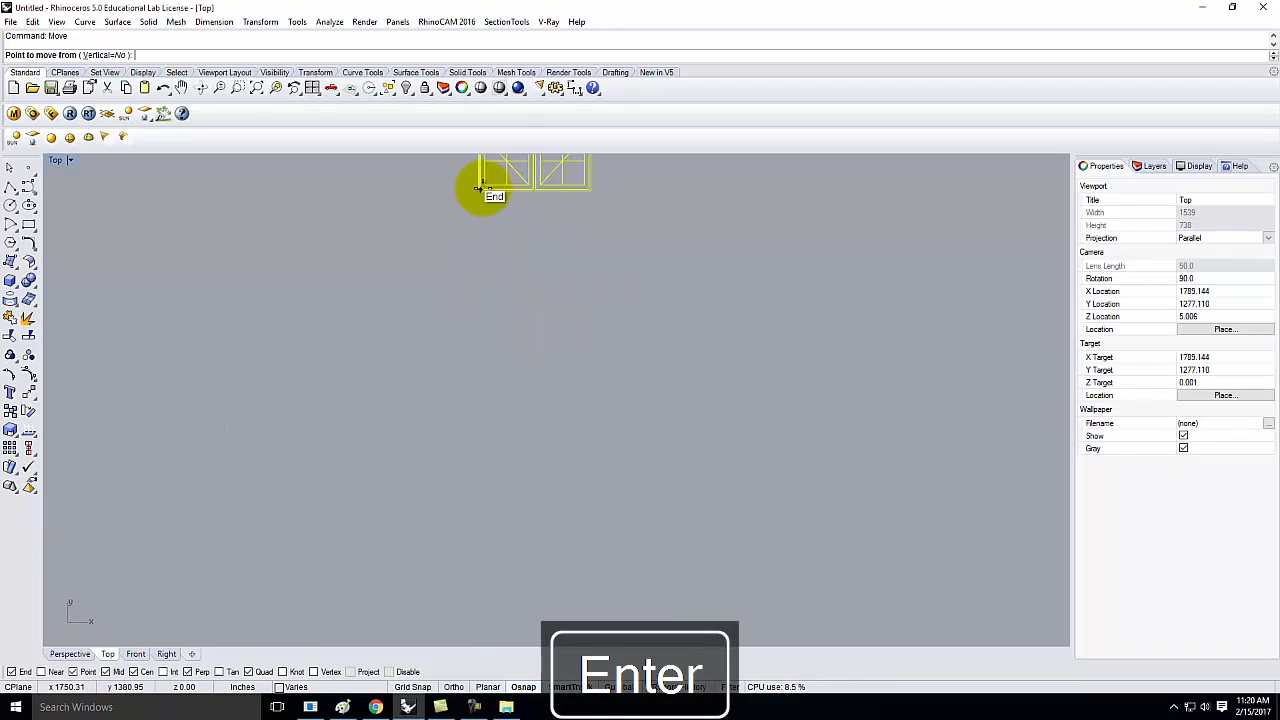 Untitled - Rhinoceros 5.0 Educational Lab License - [Top]
File Edit View Curve Surface Solid Mesh Dimension Transform Tools Analyze Render Panels RhinoCAM 2016 SectionTools V-Ray Help
Command: Move
Point to move from ( Vertical=No ):
Standard CPlanes Set View Display Select Viewport Layout Visibility Transform Curve Tools Surface Tools Solid Tools Mesh Tools Render Tools Drafting New in V5
Top
End
Properties Layers Display Help
Viewport
Title Top
Width 1539
Height 738
Projection Parallel
Camera
Lens Length 50.0
Rotation 90.0
X Location 1789.144
Y Location 1277.110
Z Location 5.006
Location Place...
Target
X Target 1789.144
Y Target 1277.110
Z Target 0.001
Location Place...
Wallpaper
Filename (none) ...
Show
Gray
y
x
Perspective Top Front Right
Enter
End Near Point Mid Cen Int Perp Tan Quad Knot Vertex Project Disable
CPlane x 1750.31 y 1380.95 z 0.00 Inches Varies Grid Snap Ortho Planar Osnap SmartTrack CPU use: 8.5 %
Search Windows
11:20 AM
2/15/2017